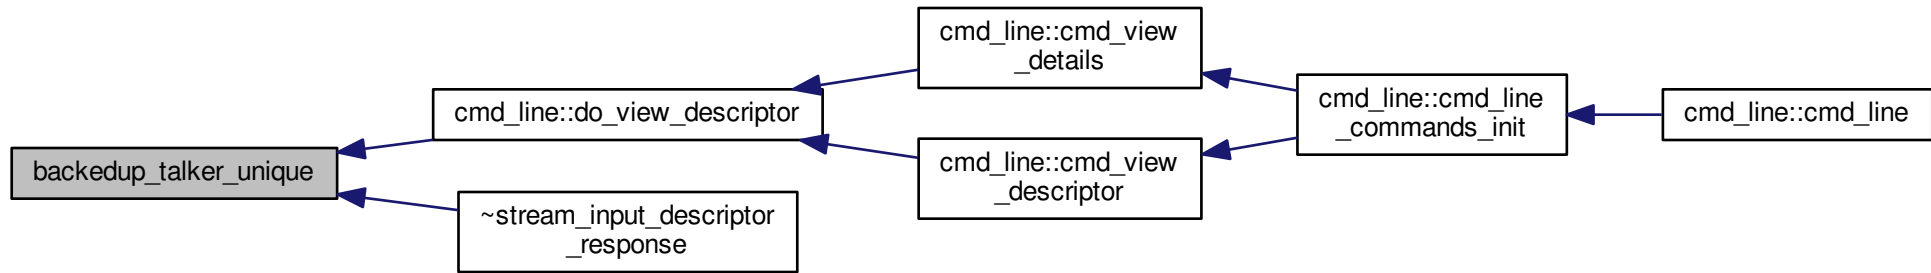 backedup_talker_unique
cmd_line::do_view_descriptor
~stream_input_descriptor
_response
cmd_line::cmd_view
_details
cmd_line::cmd_view
_descriptor
cmd_line::cmd_line
_commands_init
cmd_line::cmd_line